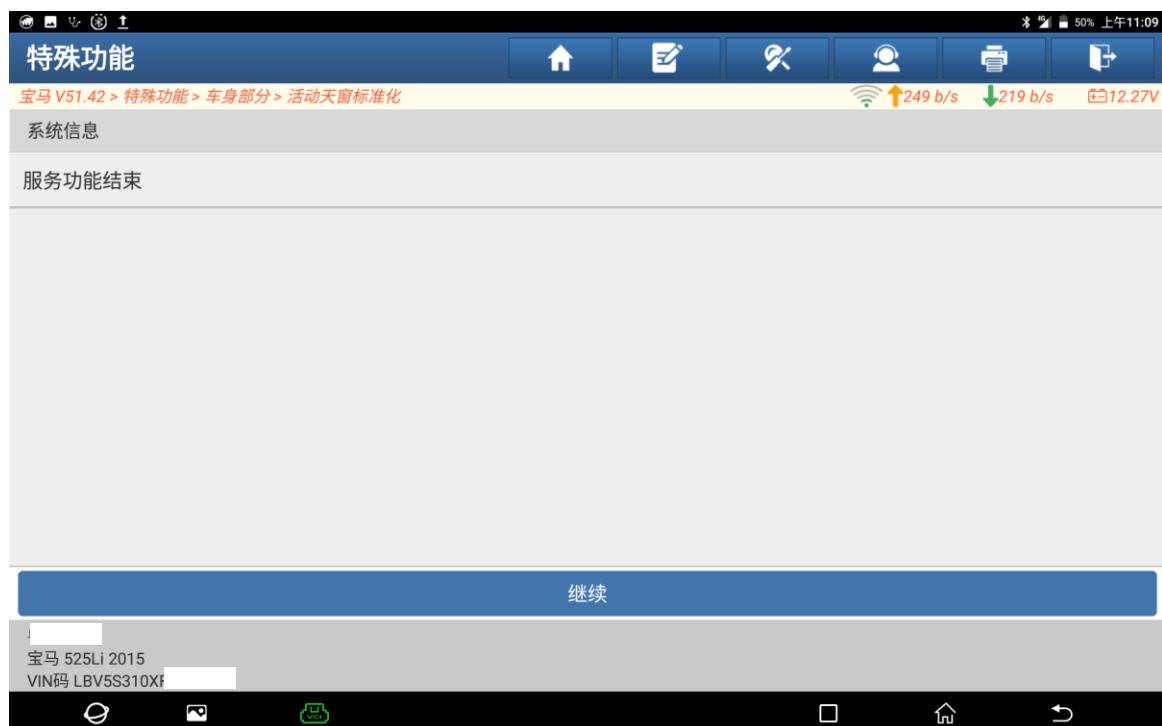 4G 50% 上午11:09
特殊功能
宝马 V51.42 > 特殊功能 > 车身部分 > 活动天窗标准化 249 b/s 219 b/s 12.27V
系统信息
服务功能结束
继续
宝马 525Li 2015
VIN码 LBV5S310XF
VCI